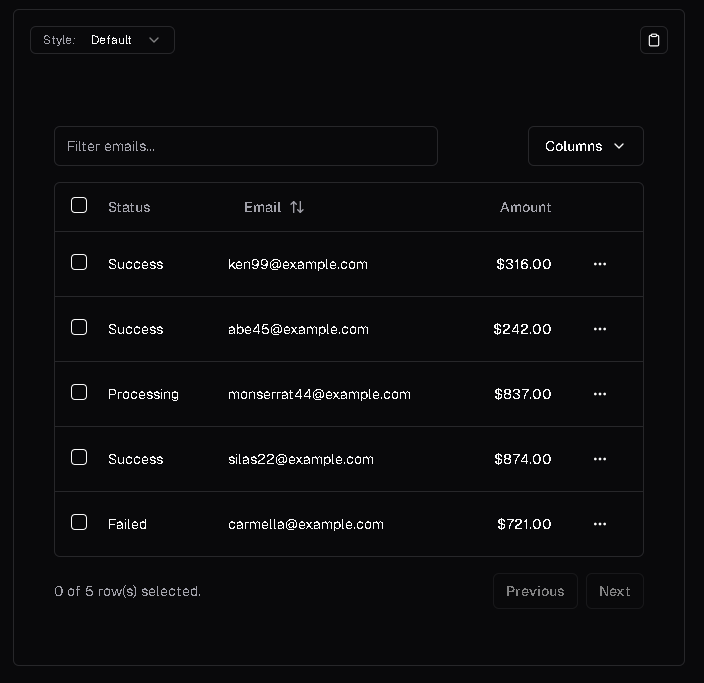 Style: Default
Filter emails...
Columns
Status Email Amount
Success ken99@example.com $316.00
Success abe45@example.com $242.00
Processing monserrat44@example.com $837.00
Success silas22@example.com $874.00
Failed carmella@example.com $721.00
0 of 5 row(s) selected.
Previous Next